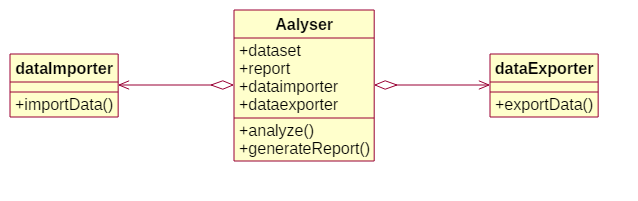 Aalyser
+dataset
+report
+dataimporter
+dataexporter
+analyze()
+generateReport()
dataImporter
+importData()
dataExporter
+exportData()